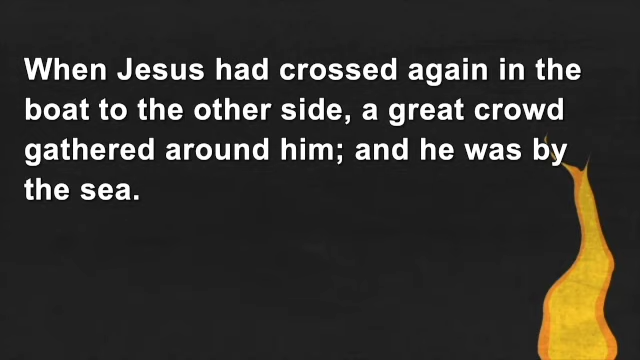 When Jesus had crossed again in the
boat to the other side, a great crowd
gathered around him; and he was by
the sea.